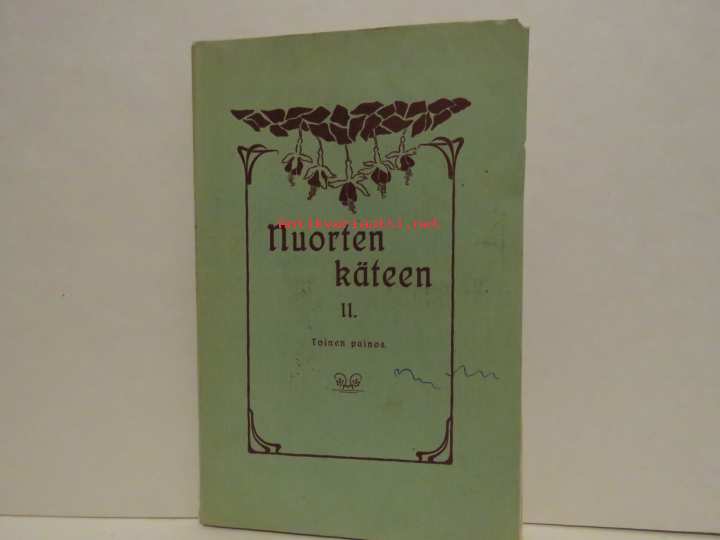 Antikvariaatti.net
Nuorten
käteen
II.
Toinen painos.